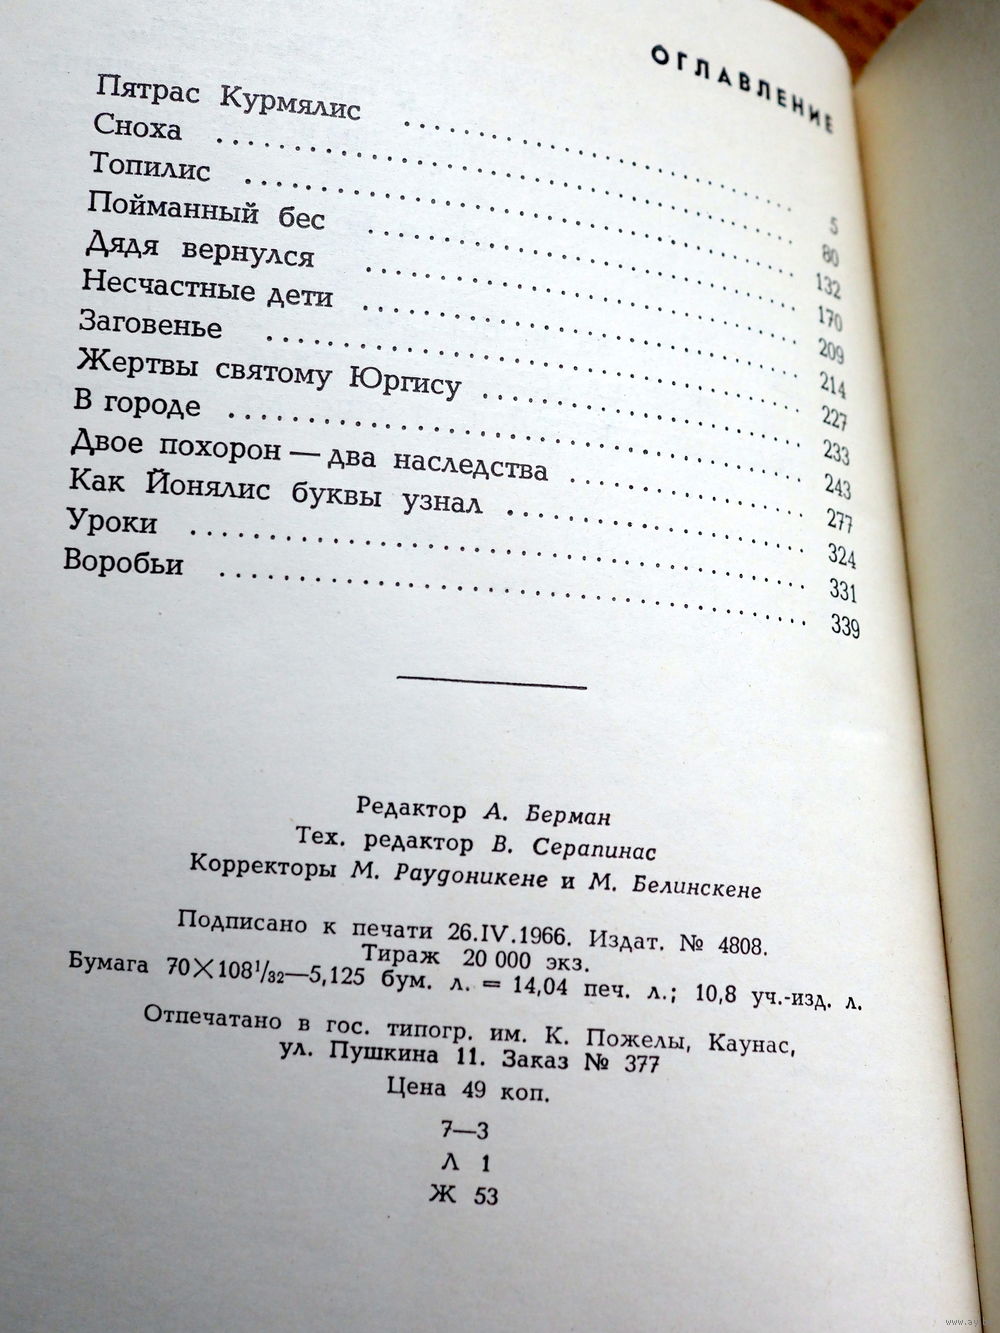 ОГЛАВЛЕНИЕ
Пятрас Курмялис . . . . . . . . . . . . . . . . . . . . 5
Сноха . . . . . . . . . . . . . . . . . . . . 80
Топилис . . . . . . . . . . . . . . . . . . . . 132
Пойманный бес . . . . . . . . . . . . . . . . . . . . 170
Дядя вернулся . . . . . . . . . . . . . . . . . . . . 209
Несчастные дети . . . . . . . . . . . . . . . . . . . . 214
Заговенье . . . . . . . . . . . . . . . . . . . . 227
Жертвы святому Юргису . . . . . . . . . . . . . . . . . . . . 233
В городе . . . . . . . . . . . . . . . . . . . . 243
Двое похорон — два наследства . . . . . . . . . . . . . . . 277
Как Йонялис буквы узнал . . . . . . . . . . . . . . . . . . . . 324
Уроки . . . . . . . . . . . . . . . . . . . . 331
Воробьи . . . . . . . . . . . . . . . . . . . . 339
Редактор А. Берман
Тех. редактор В. Серапинас
Корректоры М. Раудоникене и М. Белинскене
Подписано к печати 26.IV.1966. Издат. № 4808.
Тираж 20 000 экз.
Бумага 70×108 1/32—5,125 бум. л. = 14,04 печ. л.; 10,8 уч.-изд. л.
Отпечатано в гос. типогр. им. К. Пожелы, Каунас,
ул. Пушкина 11. Заказ № 377
Цена 49 коп.
7—3
Л 1
Ж 53